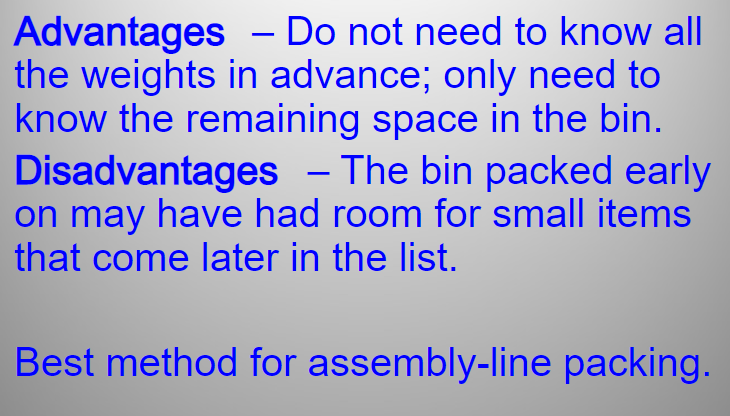 Advantages – Do not need to know all
the weights in advance; only need to
know the remaining space in the bin.
Disadvantages – The bin packed early
on may have had room for small items
that come later in the list.
Best method for assembly-line packing.